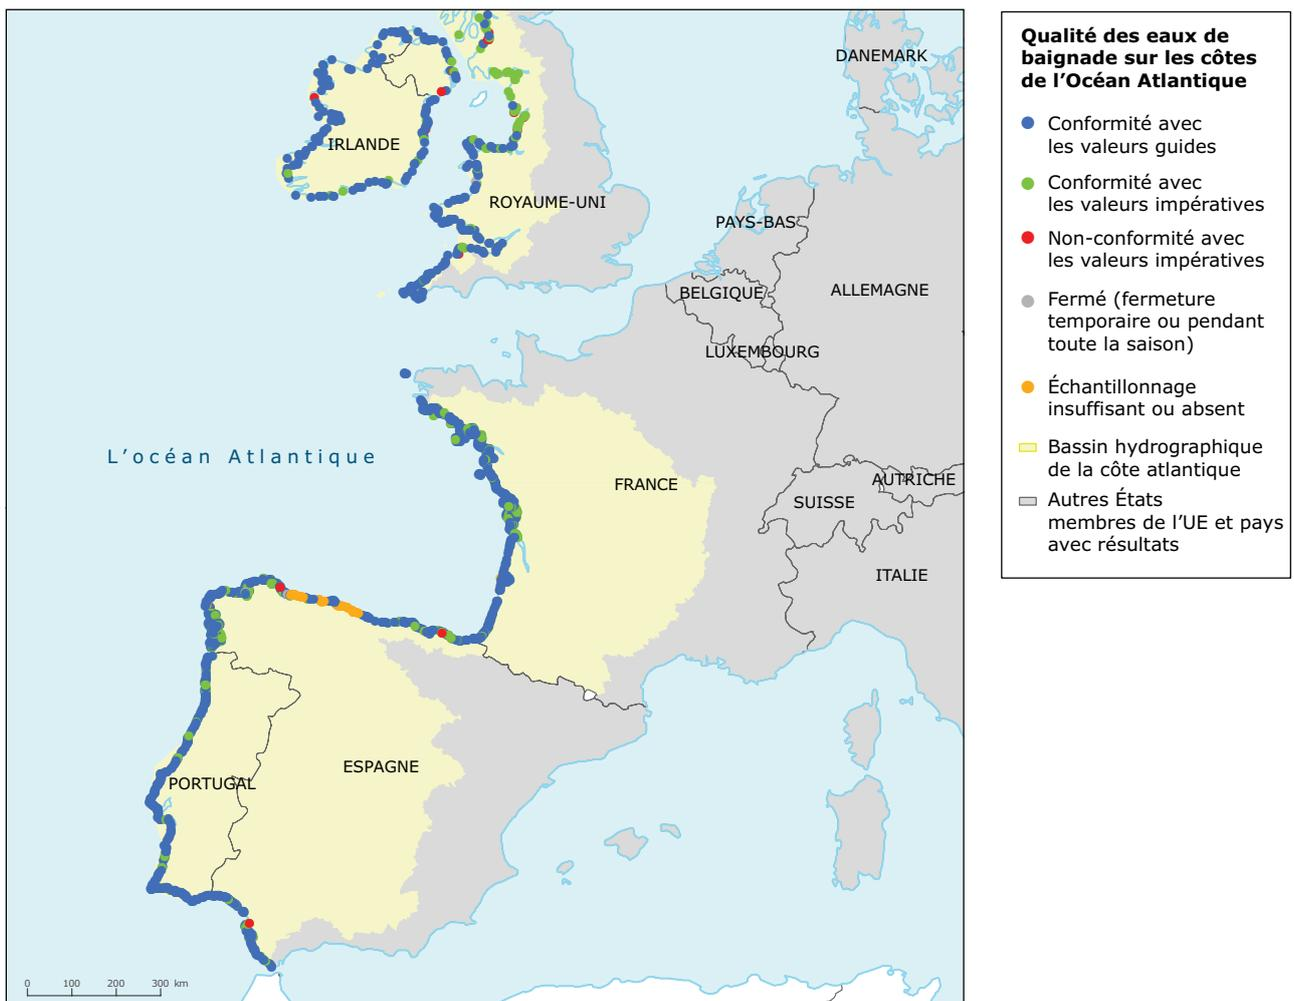 DANEMARK
IRLANDE
ROYAUME-UNI
PAYS-BAS
BELGIQUE
ALLEMAGNE
LUXEMBOURG
L'océan Atlantique
FRANCE
AUTRICHE
SUISSE
ITALIE
ESPAGNE
PORTUGAL
0 100 200 300 km
Qualité des eaux de
baignade sur les côtes
de l'Océan Atlantique
Conformité avec
les valeurs guides
Conformité avec
les valeurs impératives
Non-conformité avec
les valeurs impératives
Fermé (fermeture
temporaire ou pendant
toute la saison)
Échantillonnage
insuffisant ou absent
Bassin hydrographique
de la côte atlantique
Autres États
membres de l'UE et pays
avec résultats